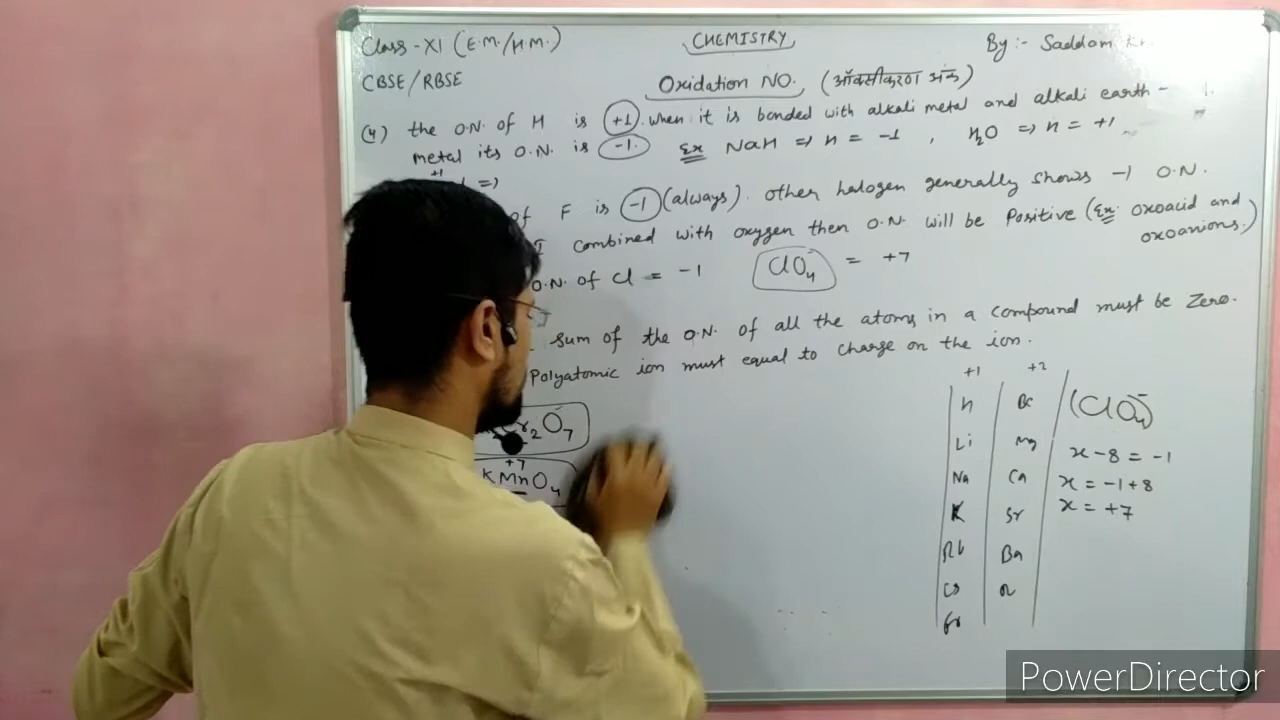 Class - XI (E.M./H.M.)
CHEMISTRY
By :- Saddam Kr.
CBSE/RBSE
Oxidation NO. (ऑक्सीकरण अंक)
(4) the O.N. of H is +1. when it is bonded with alkali metal and alkali earth -
metal its O.N. is -1. Ex NaH => H = -1 , H₂O => H = +1
+1
=>
of F is -1 (always). other halogen generally shows -1 O.N.
I combined with oxygen then O.N. will be Positive (Ex: oxoacid and
oxoanions.)
O.N. of Cl = -1 ClO₄⁻ = +7
sum of the O.N. of all the atoms in a compound must be Zero.
Polyatomic ion must equal to charge on the ion.
+1 +2
H Be (ClO₄⁻)
Li Mg x - 8 = -1
Na Ca x = -1 + 8
K Sr x = +7
Rb Ba
Cs R
Fr
r₂O₇
+7
KMnO₄
PowerDirector